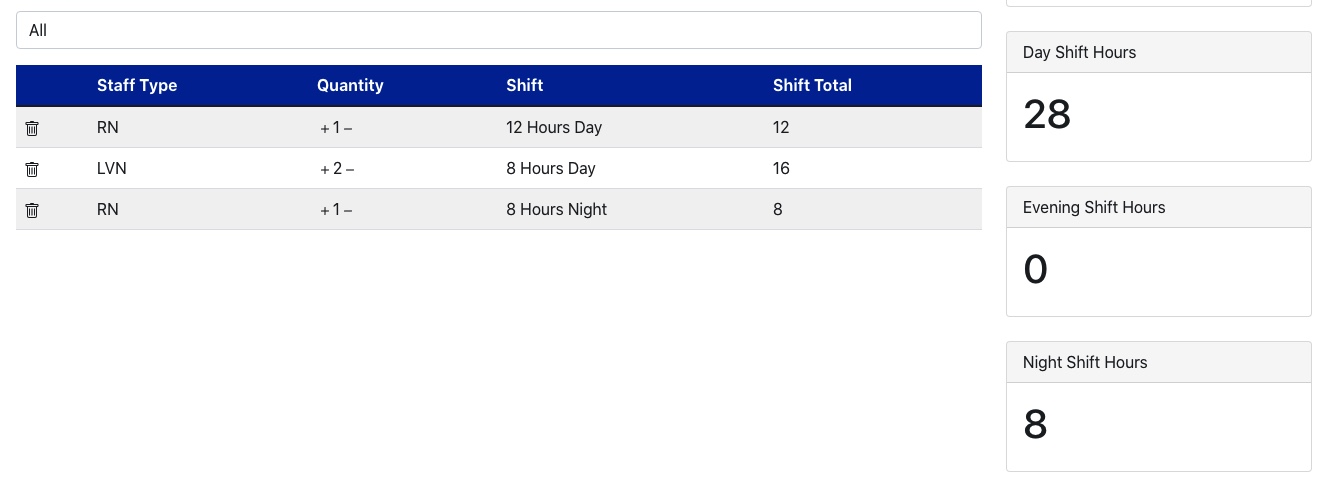 All
Staff Type Quantity Shift Shift Total
RN + 1 – 12 Hours Day 12
LVN + 2 – 8 Hours Day 16
RN + 1 – 8 Hours Night 8
Day Shift Hours
28
Evening Shift Hours
0
Night Shift Hours
8